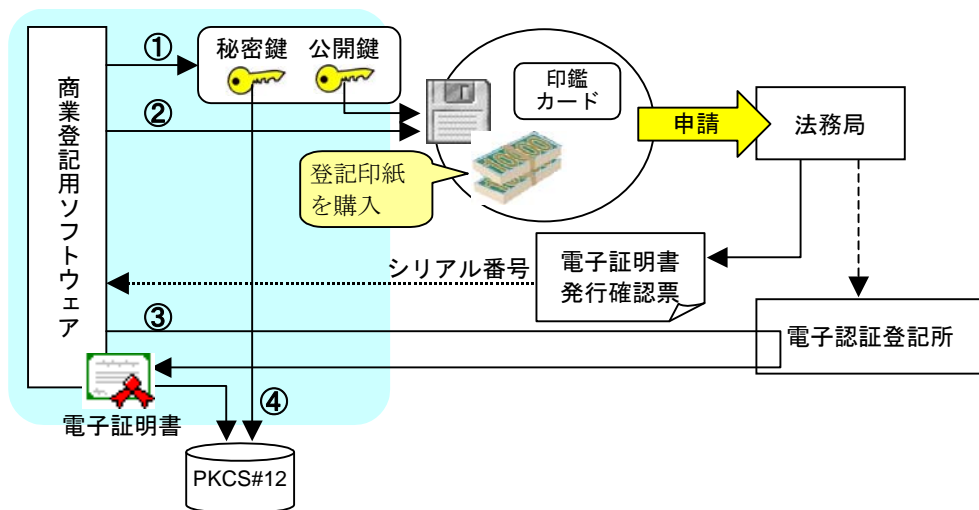 ①
秘密鍵 公開鍵
印鑑
カード
申請
法務局
商業登記用ソフトウェア
②
登記印紙
を購入
シリアル番号
電子証明書
発行確認票
③
電子認証登記所
電子証明書
④
PKCS#12